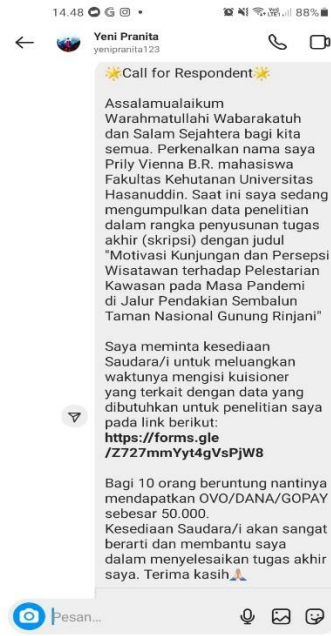 14.48
88%
Yeni Pranita
yenipranita123
🌟Call for Respondent🌟
Assalamualaikum
Warahmatullahi Wabarakatuh
dan Salam Sejahtera bagi kita
semua. Perkenalkan nama saya
Prily Vienna B.R. mahasiswa
Fakultas Kehutanan Universitas
Hasanuddin. Saat ini saya sedang
mengumpulkan data penelitian
dalam rangka penyusunan tugas
akhir (skripsi) dengan judul
"Motivasi Kunjungan dan Persepsi
Wisatawan terhadap Pelestarian
Kawasan pada Masa Pandemi
di Jalur Pendakian Sembalun
Taman Nasional Gunung Rinjani"
Saya meminta kesediaan
Saudara/i untuk meluangkan
waktunya mengisi kuisioner
yang terkait dengan data yang
dibutuhkan untuk penelitian saya
pada link berikut:
https://forms.gle
/Z727mmYyt4gVsPjW8
Bagi 10 orang beruntung nantinya
mendapatkan OVO/DANA/GOPAY
sebesar 50.000.
Kesediaan Saudara/i akan sangat
berarti dan membantu saya
dalam menyelesaikan tugas akhir
saya. Terima kasih🙏🏼
Pesan...